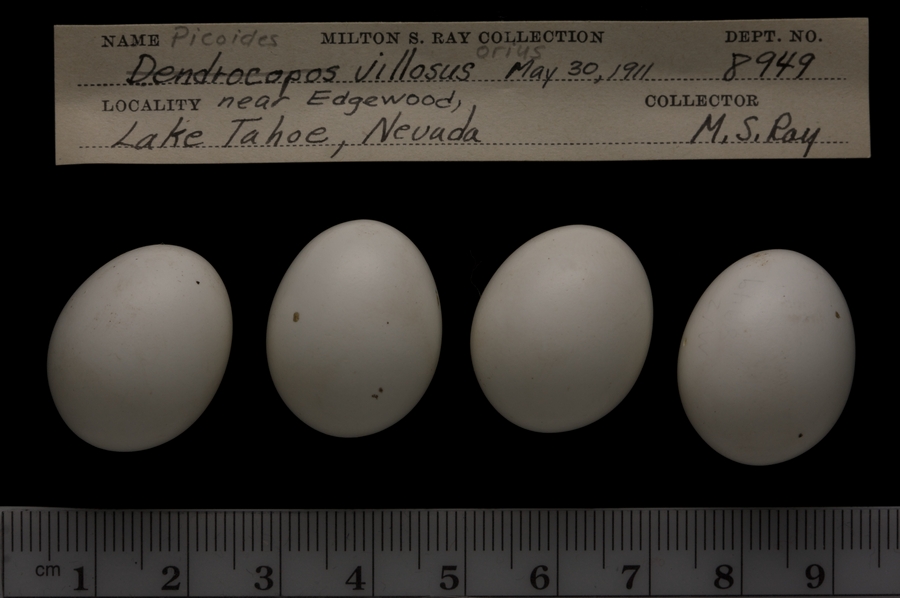 NAME Picoides MILTON S. RAY COLLECTION DEPT. NO.
Dendrocopos villosus orius May 30, 1911 8949
LOCALITY near Edgewood, COLLECTOR
Lake Tahoe, Nevada M. S. Ray.
cm 1 2 3 4 5 6 7 8 9